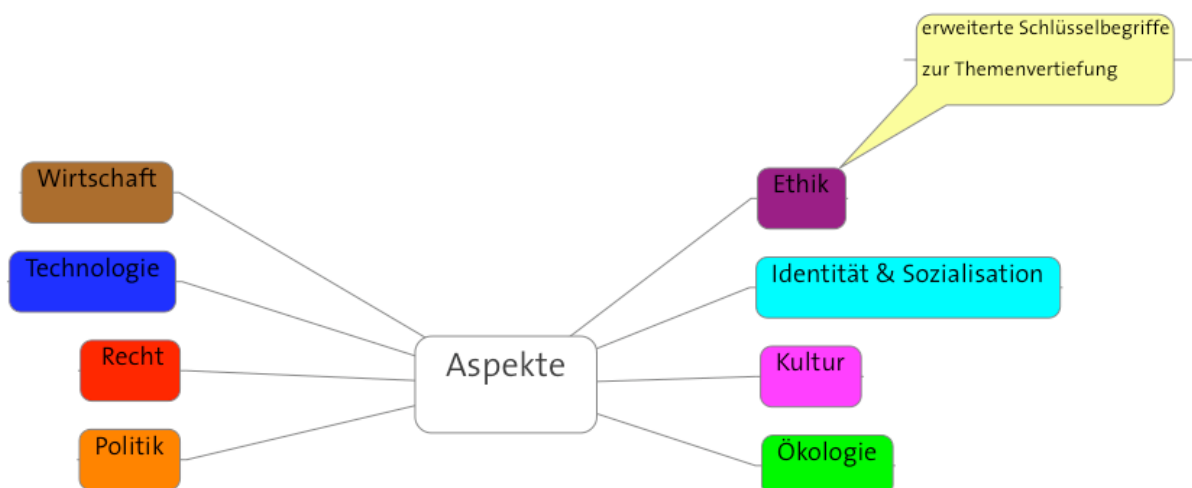 erweiterte Schlüsselbegriffe
zur Themenvertiefung
Wirtschaft
Ethik
Technologie
Identität & Sozialisation
Recht
Aspekte
Kultur
Politik
Ökologie